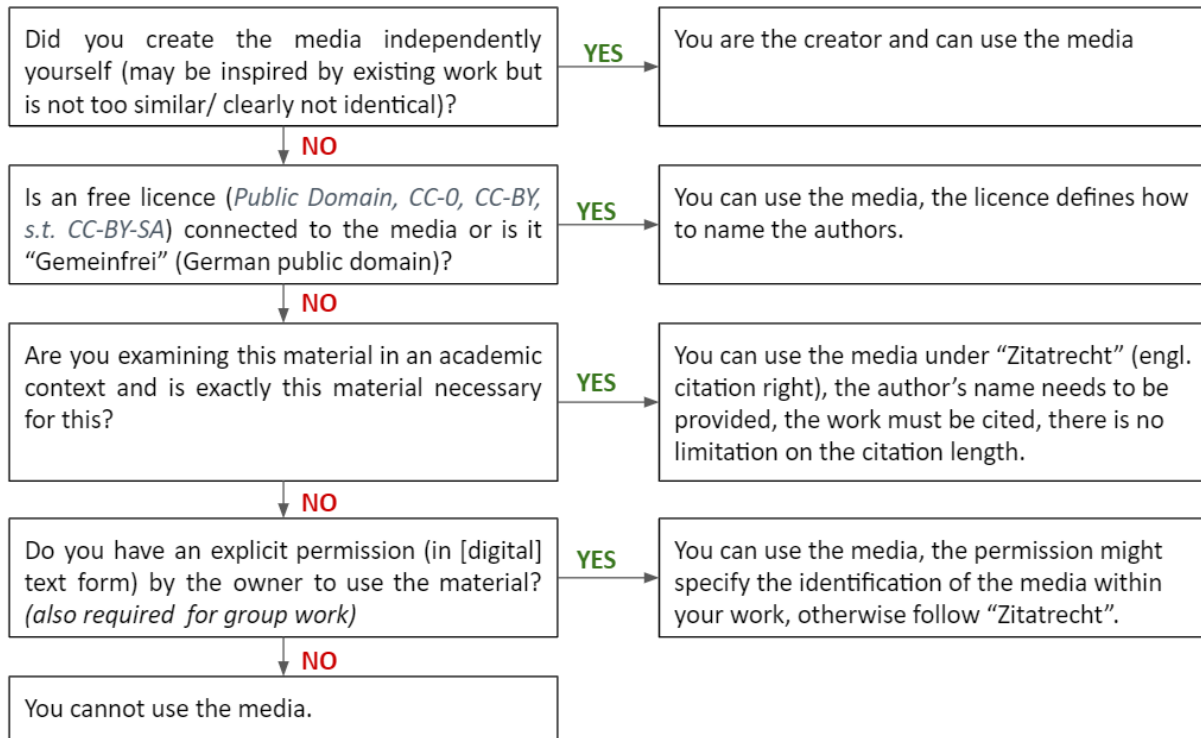 Did you create the media independently
yourself (may be inspired by existing work but
is not too similar/ clearly not identical)?
YES
You are the creator and can use the media
NO
Is an free licence (Public Domain, CC-0, CC-BY,
s.t. CC-BY-SA) connected to the media or is it
“Gemeinfrei” (German public domain)?
YES
You can use the media, the licence defines how
to name the authors.
NO
Are you examining this material in an academic
context and is exactly this material necessary
for this?
YES
You can use the media under “Zitatrecht” (engl.
citation right), the author’s name needs to be
provided, the work must be cited, there is no
limitation on the citation length.
NO
Do you have an explicit permission (in [digital]
text form) by the owner to use the material?
(also required for group work)
YES
You can use the media, the permission might
specify the identification of the media within
your work, otherwise follow “Zitatrecht”.
NO
You cannot use the media.